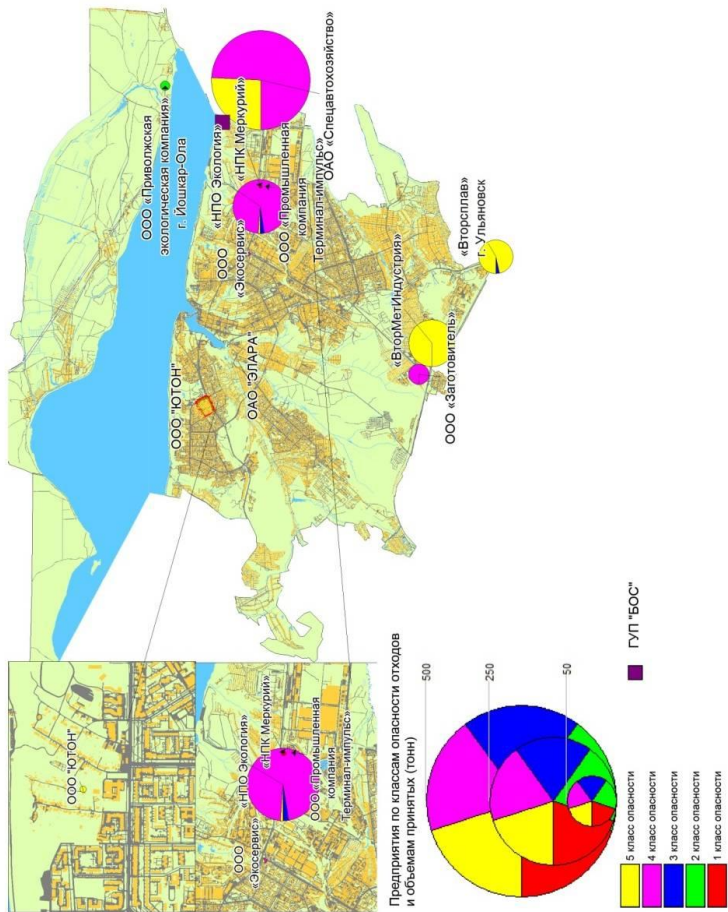 ООО «Приволжская
экологическая компания»
г. Йошкар-Ола
ООО "ЮТОН"
ОАО "ЭЛАРА"
ООО
«Экосервис»
«НПО Экология»
«НПК Меркурий»
ООО «Промышленная
компания
Терминал-импульс»
ОАО «Спецавтохозяйство»
«ВторМетИндустрия»
ООО «Заготовитель»
«Вторсплав»
г. Ульяновск
ООО "ЮТОН"
ООО
«Экосервис»
«НПО Экология»
«НПК Меркурий»
ООО «Промышленная
компания
Терминал-импульс»
Предприятия по классам опасности отходов
и объемам принятых (тонн)
500
250
50
5 класс опасности
4 класс опасности
3 класс опасности
2 класс опасности
1 класс опасности
ГУП "БОС"